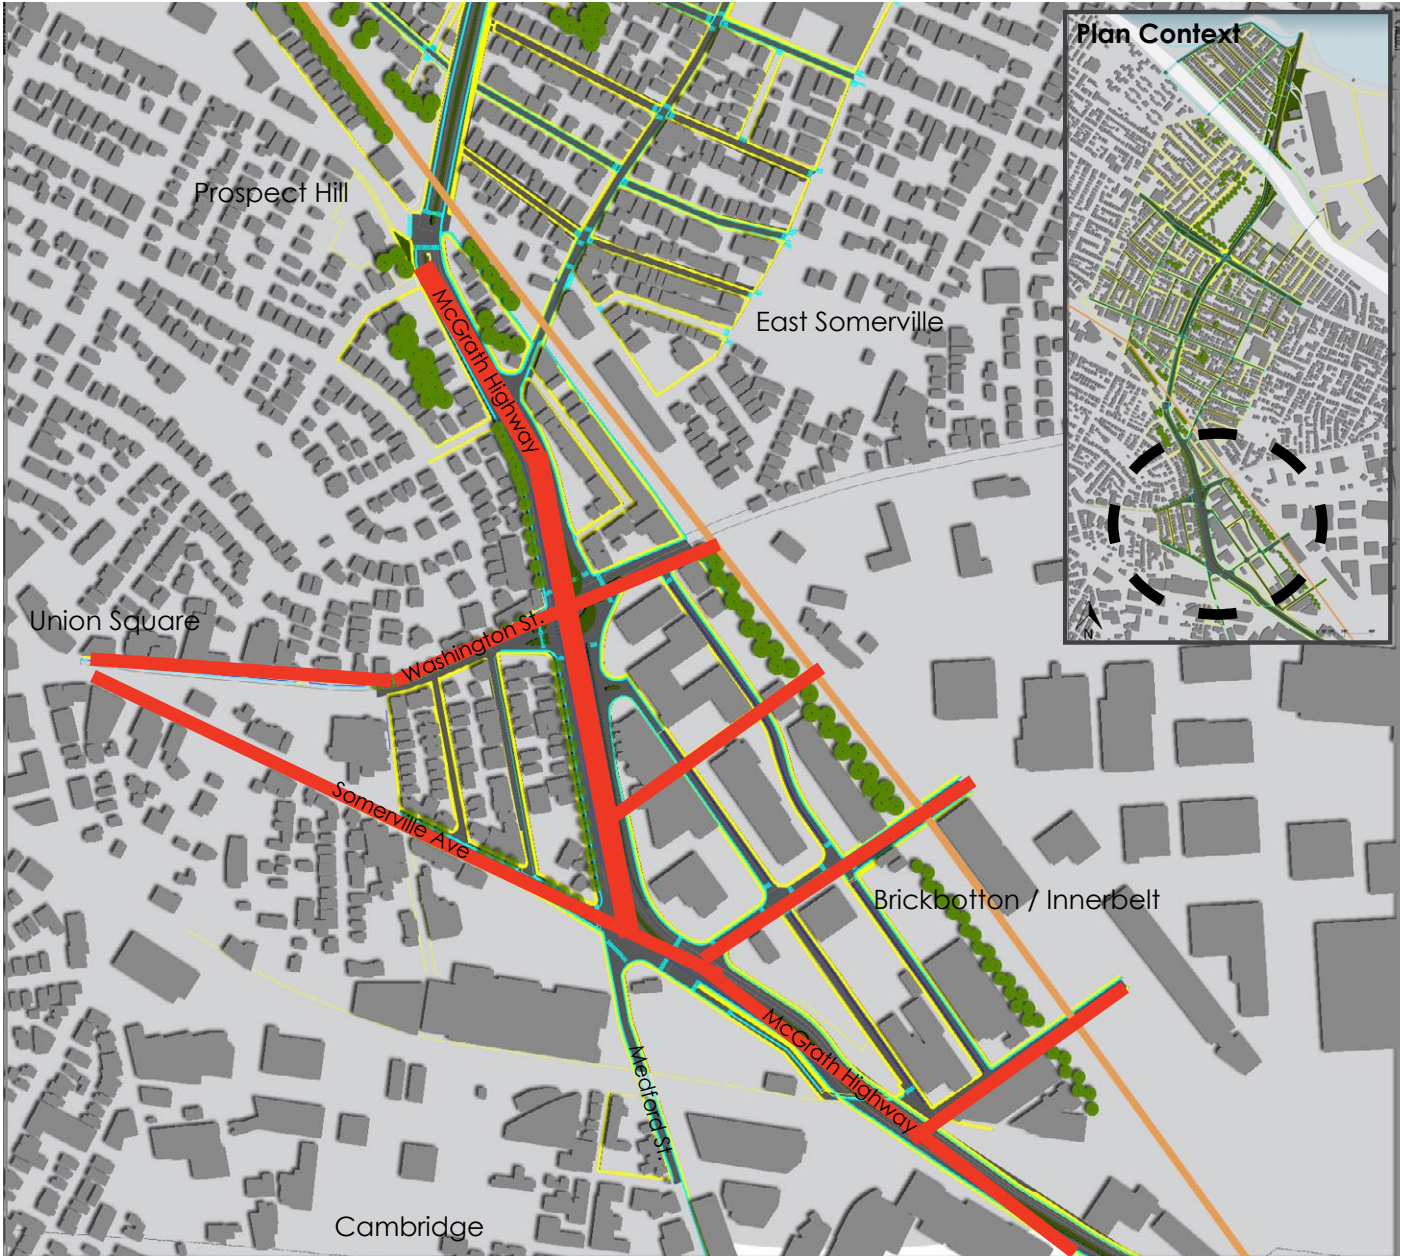 Plan Context
Prospect Hill
McGrath Highway
East Somerville
Union Square
Washington St.
N
Somerville Ave
Brickbotton / Innerbelt
McGrath Highway
Medford St.
Cambridge